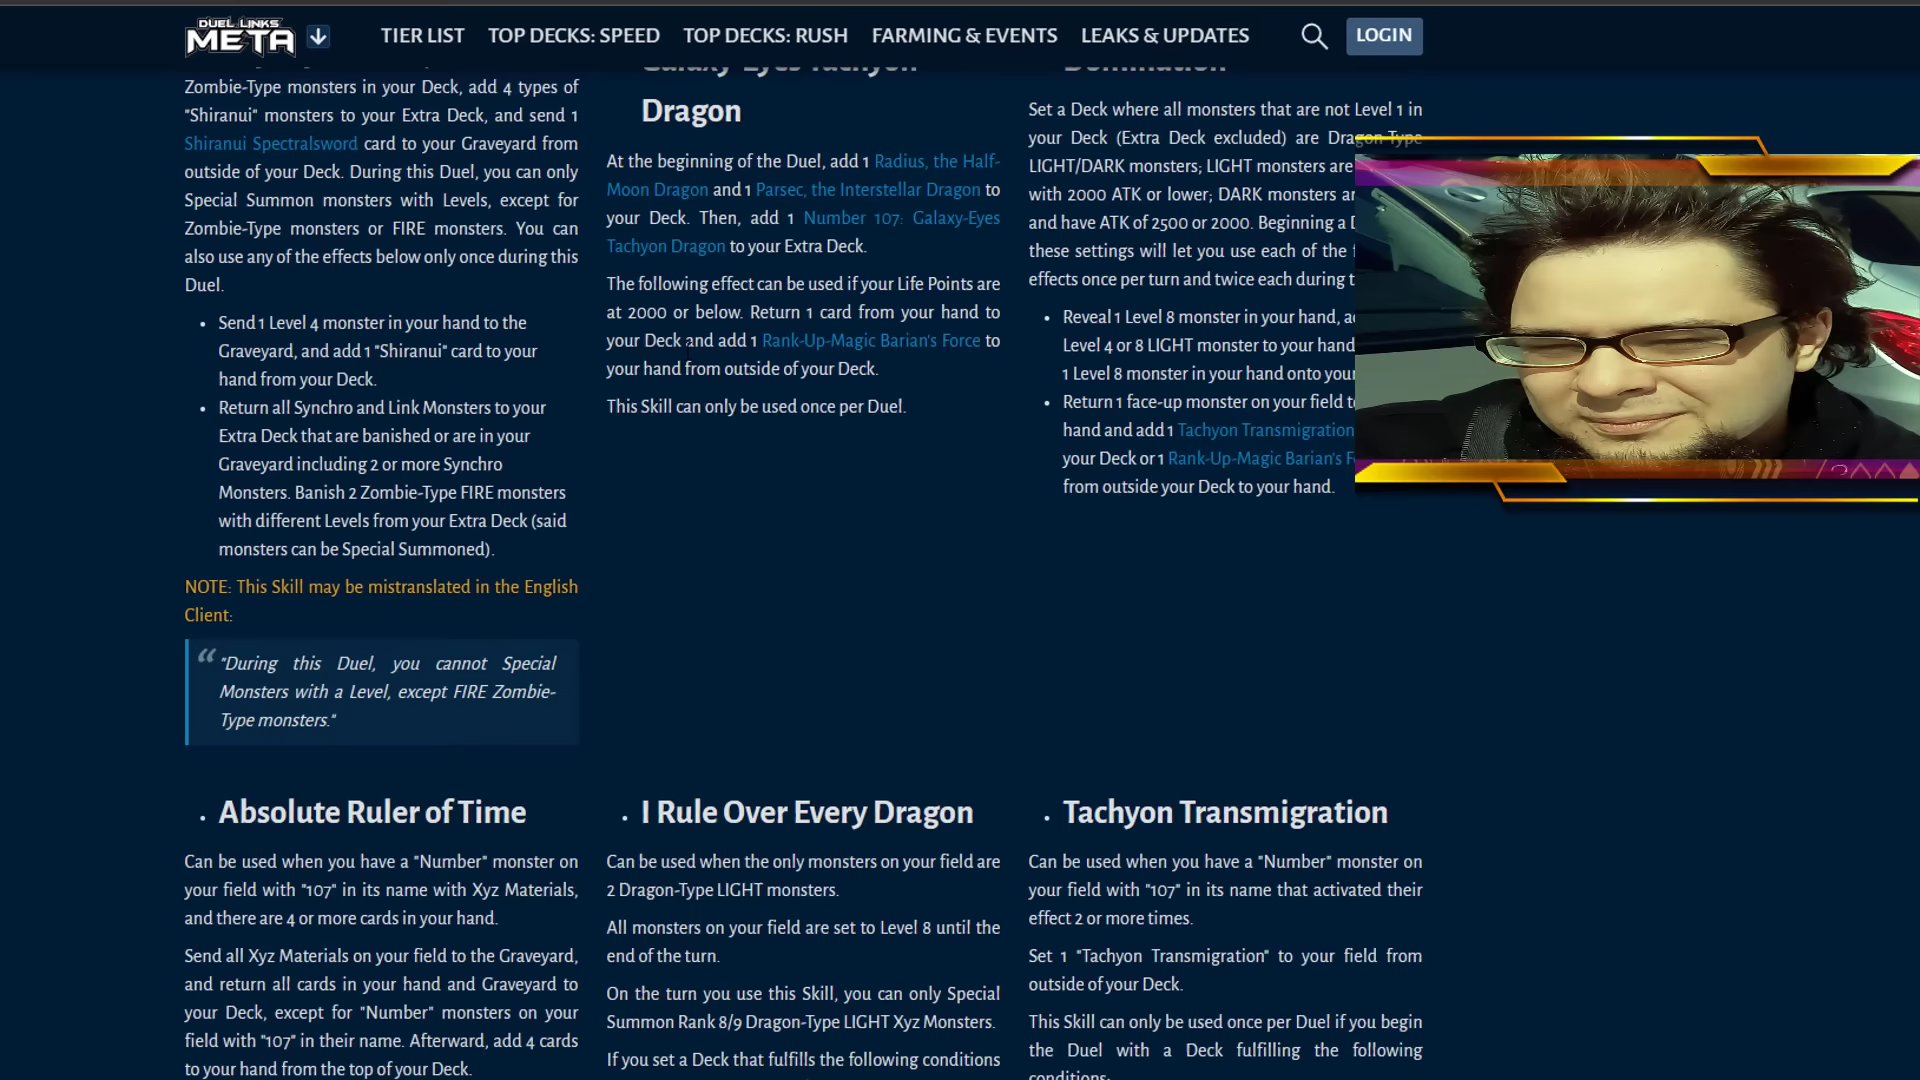 DUEL LINKS
META
TIER LIST
TOP DECKS: SPEED
TOP DECKS: RUSH
FARMING & EVENTS
LEAKS & UPDATES
LOGIN
Zombie-Type monsters in your Deck, add 4 types of
"Shiranui" monsters to your Extra Deck, and send 1
Shiranui Spectralsword card to your Graveyard from
outside of your Deck. During this Duel, you can only
Special Summon monsters with Levels, except for
Zombie-Type monsters or FIRE monsters. You can
also use any of the effects below only once during this
Duel.
• Send 1 Level 4 monster in your hand to the
Graveyard, and add 1 "Shiranui" card to your
hand from your Deck.
• Return all Synchro and Link Monsters to your
Extra Deck that are banished or are in your
Graveyard including 2 or more Synchro
Monsters. Banish 2 Zombie-Type FIRE monsters
with different Levels from your Extra Deck (said
monsters can be Special Summoned).
NOTE: This Skill may be mistranslated in the English
Client:
“ "During this Duel, you cannot Special
Monsters with a Level, except FIRE Zombie-
Type monsters."
Galaxy-Eyes Tachyon
Dragon
At the beginning of the Duel, add 1 Radius, the Half-
Moon Dragon and 1 Parsec, the Interstellar Dragon to
your Deck. Then, add 1 Number 107: Galaxy-Eyes
Tachyon Dragon to your Extra Deck.
The following effect can be used if your Life Points are
at 2000 or below. Return 1 card from your hand to
your Deck and add 1 Rank-Up-Magic Barian's Force to
your hand from outside of your Deck.
This Skill can only be used once per Duel.
Domination
Set a Deck where all monsters that are not Level 1 in
your Deck (Extra Deck excluded) are Dragon-Type
LIGHT/DARK monsters; LIGHT monsters are
with 2000 ATK or lower; DARK monsters
and have ATK of 2500 or 2000. Beginning a
these settings will let you use each of the
effects once per turn and twice each during
• Reveal 1 Level 8 monster in your hand,
Level 4 or 8 LIGHT monster to your hand
1 Level 8 monster in your hand onto your
• Return 1 face-up monster on your field
hand and add 1 Tachyon Transmigration
your Deck or 1 Rank-Up-Magic Barian's
from outside your Deck to your hand.
• Absolute Ruler of Time
Can be used when you have a "Number" monster on
your field with "107" in its name with Xyz Materials,
and there are 4 or more cards in your hand.
Send all Xyz Materials on your field to the Graveyard,
and return all cards in your hand and Graveyard to
your Deck, except for "Number" monsters on your
field with "107" in their name. Afterward, add 4 cards
to your hand from the top of your Deck.
• I Rule Over Every Dragon
Can be used when the only monsters on your field are
2 Dragon-Type LIGHT monsters.
All monsters on your field are set to Level 8 until the
end of the turn.
On the turn you use this Skill, you can only Special
Summon Rank 8/9 Dragon-Type LIGHT Xyz Monsters.
If you set a Deck that fulfills the following conditions
• Tachyon Transmigration
Can be used when you have a "Number" monster on
your field with "107" in its name that activated their
effect 2 or more times.
Set 1 "Tachyon Transmigration" to your field from
outside of your Deck.
This Skill can only be used once per Duel if you begin
the Duel with a Deck fulfilling the following
conditions: